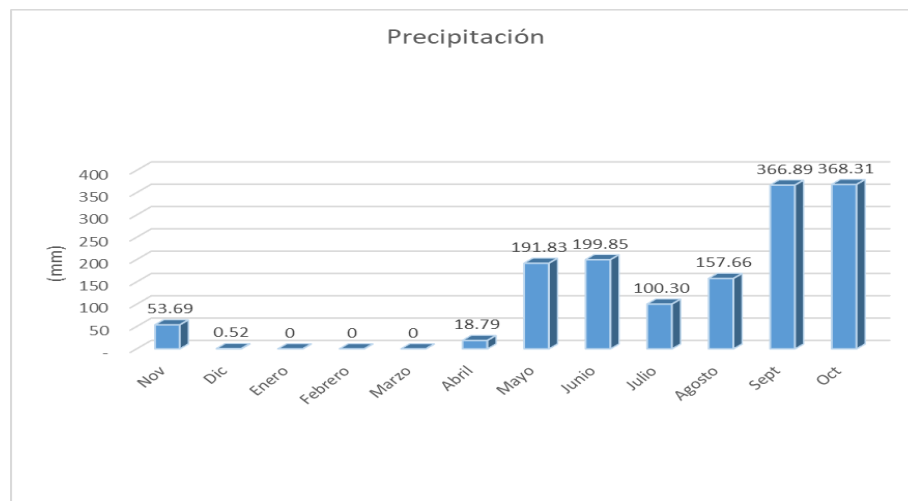 Precipitación
400
350
300
250
200
150
100
50
-
(mm)
53.69
0.52
0
0
0
18.79
191.83
199.85
100.30
157.66
366.89
368.31
Nov
Dic
Enero
Febrero
Marzo
Abril
Mayo
Junio
Julio
Agosto
Sept
Oct